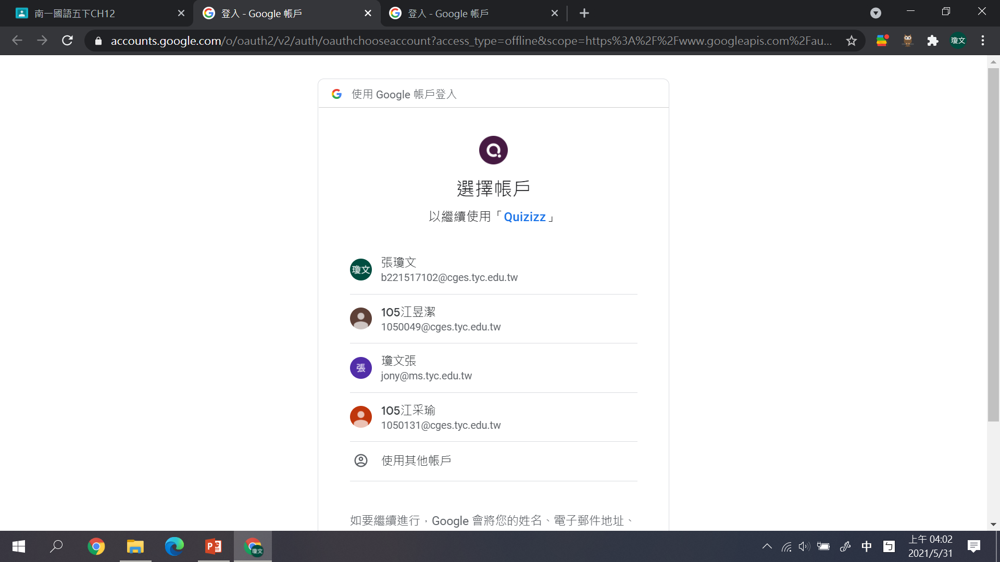 南一國語五下CH12
登入 - Google 帳戶
登入 - Google 帳戶
accounts.google.com/o/oauth2/v2/auth/oauthchooseaccount?access_type=offline&scope=https%3A%2F%2Fwww.googleapis.com%2Fau...
瓊文
使用 Google 帳戶登入
選擇帳戶
以繼續使用「Quizizz」
瓊文
張瓊文
b221517102@cges.tyc.edu.tw
105江昱潔
1050049@cges.tyc.edu.tw
張
瓊文張
jony@ms.tyc.edu.tw
105江采瑜
1050131@cges.tyc.edu.tw
使用其他帳戶
如要繼續進行，Google 會將您的姓名、電子郵件地址、
瓊文
中
ㄅ
上午 04:02
2021/5/31